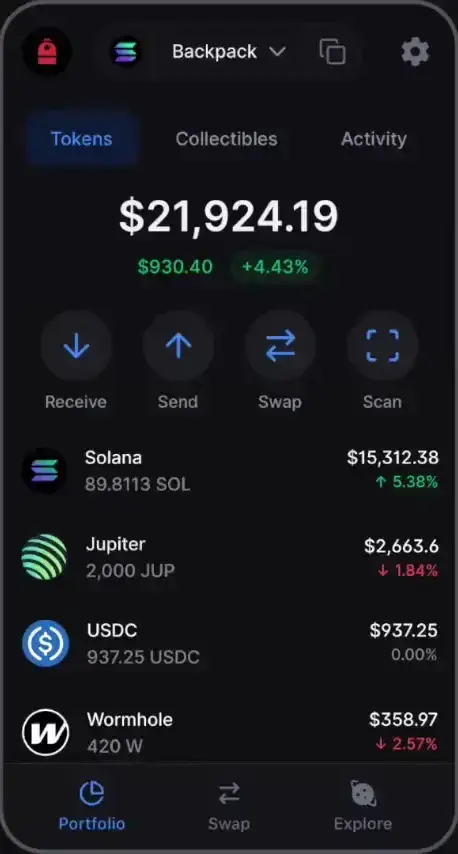 Backpack
Tokens Collectibles Activity
$21,924.19
$930.40 +4.43%
Receive Send Swap Scan
Solana $15,312.38
89.8113 SOL ↑ 5.38%
Jupiter $2,663.6
2,000 JUP ↓ 1.84%
USDC $937.25
937.25 USDC 0.00%
Wormhole $358.97
420 W ↓ 2.57%
Portfolio Swap Explore